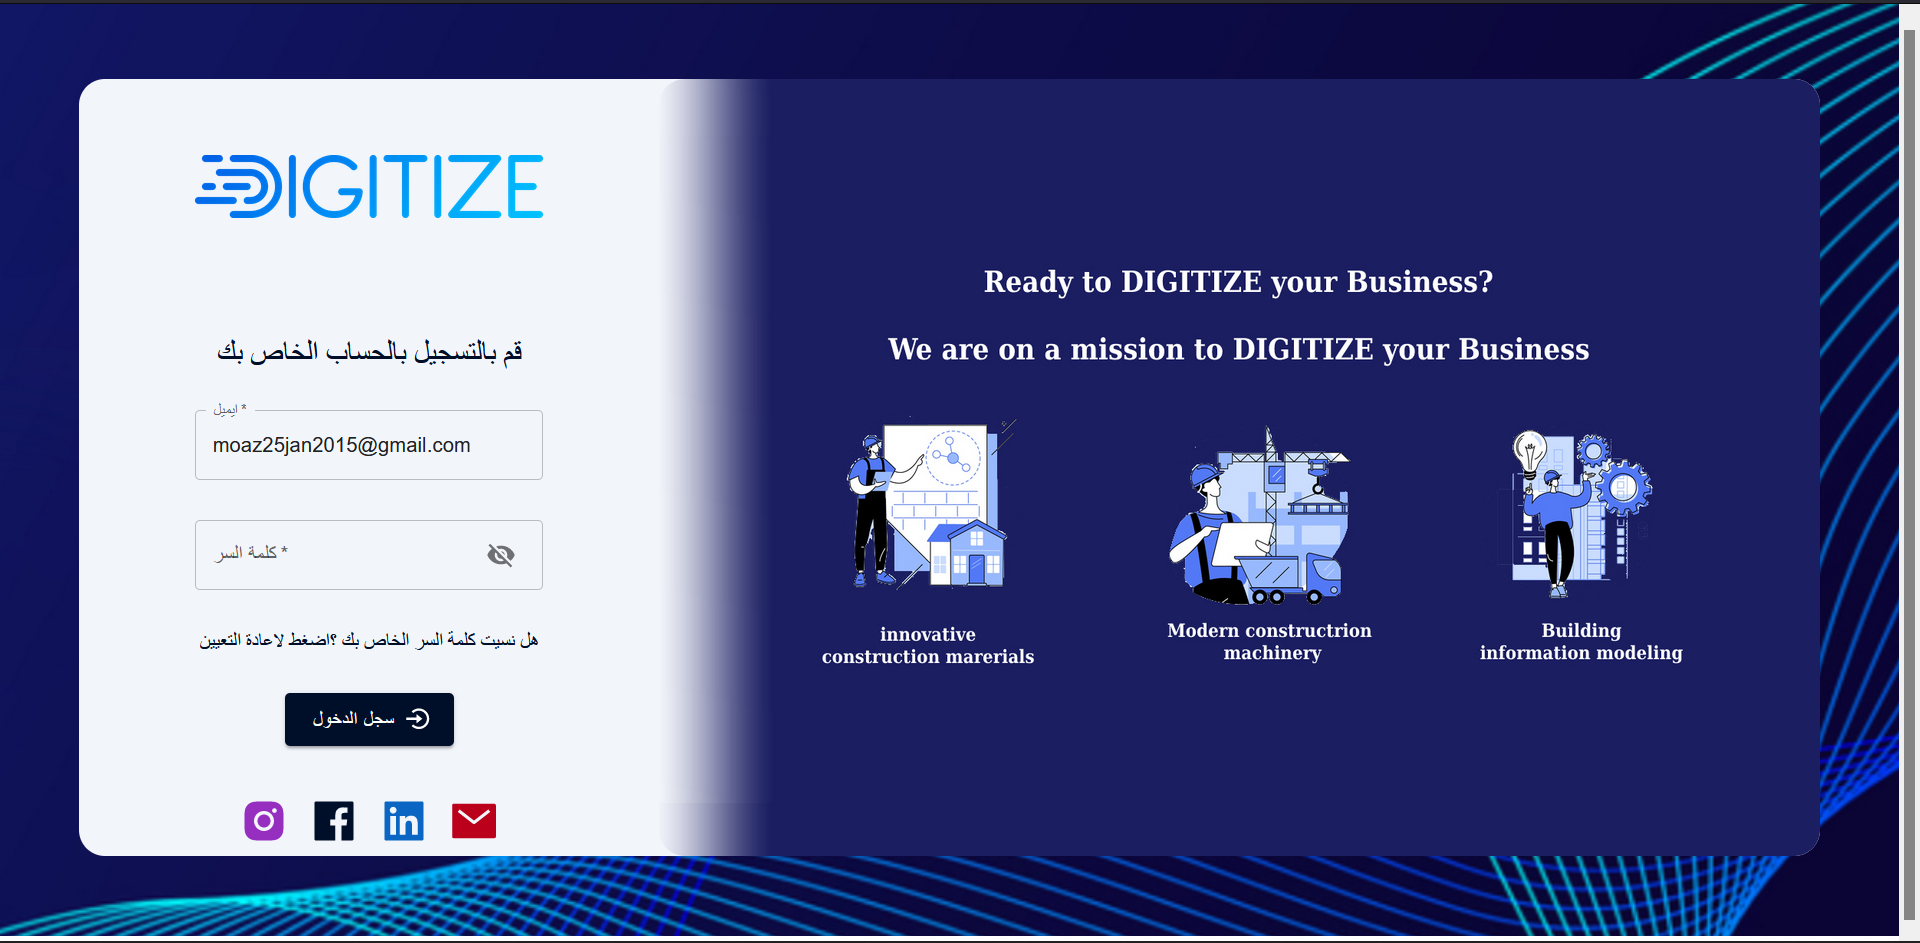 DIGITIZE
قم بالتسجيل بالحساب الخاص بك
ايميل *
moaz25jan2015@gmail.com
كلمة السر *
هل نسيت كلمة السر الخاص بك ؟اضغط لاعادة التعيين
سجل الدخول
Ready to DIGITIZE your Business?
We are on a mission to DIGITIZE your Business
innovative
construction marerials
Modern constructrion
machinery
Building
information modeling